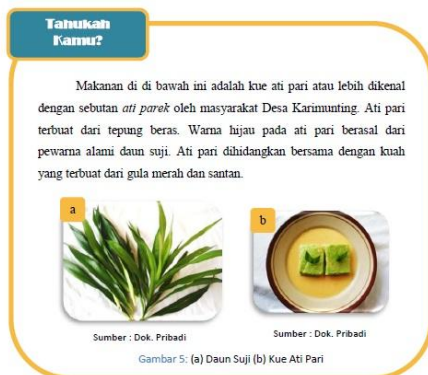 Tahukah
Kamu?
Makanan di di bawah ini adalah kue ati pari atau lebih dikenal
dengan sebutan ati parek oleh masyarakat Desa Karimunting. Ati pari
terbuat dari tepung beras. Warna hijau pada ati pari berasal dari
pewarna alami daun suji. Ati pari dihidangkan bersama dengan kuah
yang terbuat dari gula merah dan santan.
a
b
Sumber : Dok. Pribadi
Sumber : Dok. Pribadi
Gambar 5: (a) Daun Suji (b) Kue Ati Pari